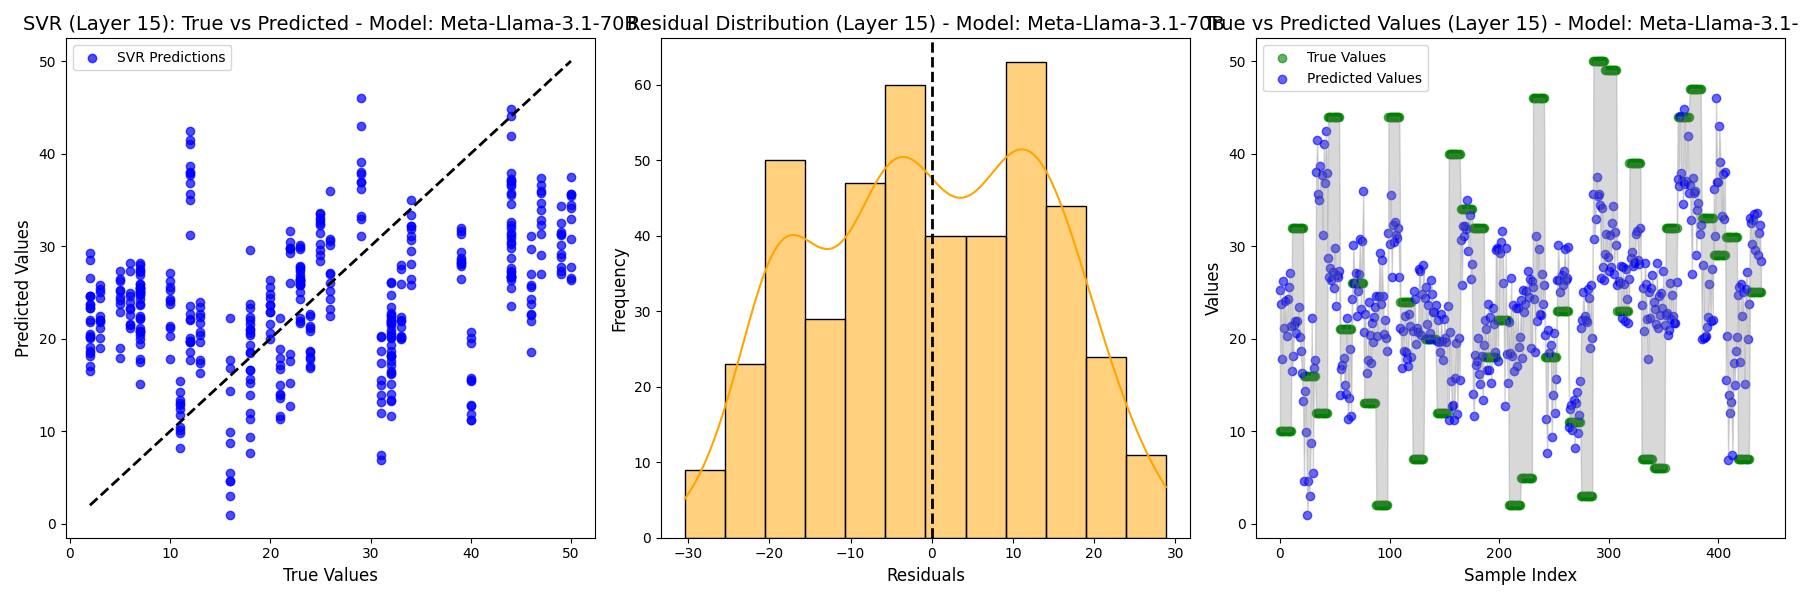 SVR (Layer 15): True vs Predicted - Model: Meta-Llama-3.1-70B
SVR Predictions
50
40
30
20
10
0
Predicted Values
0 10 20 30 40 50
True Values
Residual Distribution (Layer 15) - Model: Meta-Llama-3.1-70B
60
50
40
30
20
10
0
Frequency
−30 −20 −10 0 10 20 30
Residuals
True vs Predicted Values (Layer 15) - Model: Meta-Llama-3.1-
True Values
Predicted Values
50
40
30
20
10
0
Values
0 100 200 300 400
Sample Index